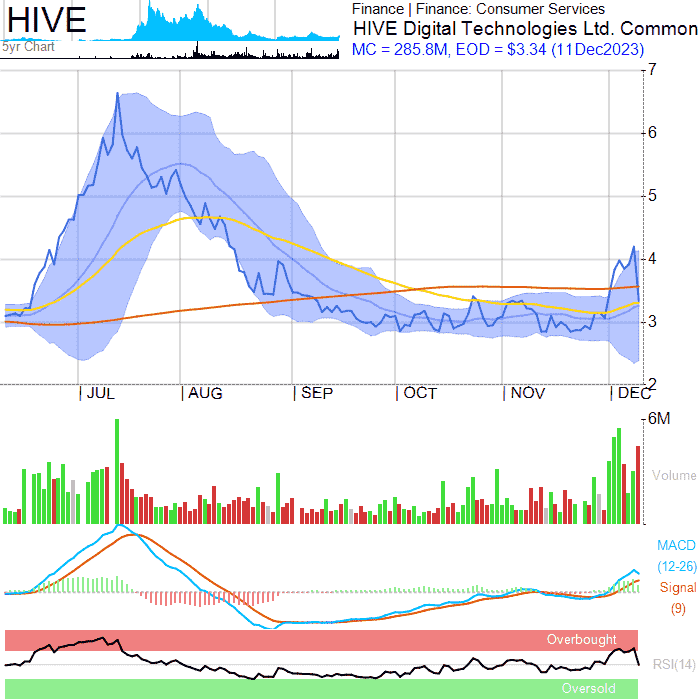 HIVE
5yr Chart
Finance | Finance: Consumer Services
HIVE Digital Technologies Ltd. Common
MC = 285.8M, EOD = $3.34 (11Dec2023)
7
6
5
4
3
2
JUL
AUG
SEP
OCT
NOV
DEC
6M
Volume
MACD
(12-26)
Signal
(9)
Overbought
RSI(14)
Oversold